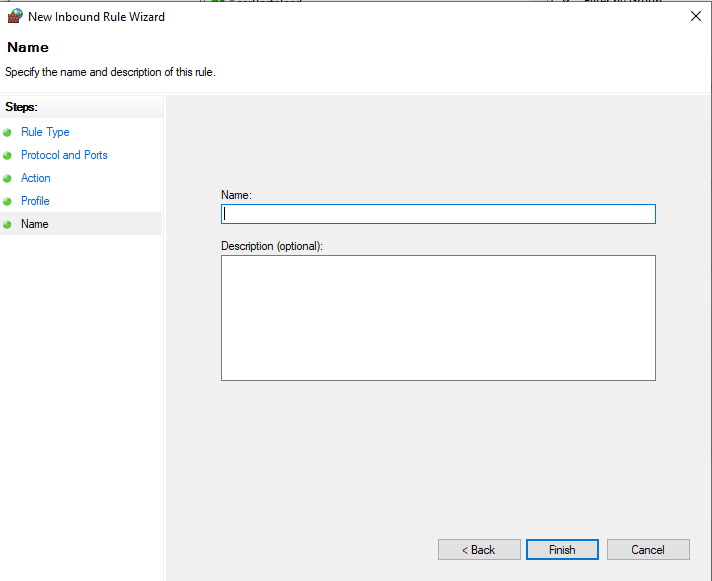 New Inbound Rule Wizard
Name
Specify the name and description of this rule.
Steps:
Rule Type
Protocol and Ports
Action
Profile
Name
Name:
Description (optional):
< Back
Finish
Cancel